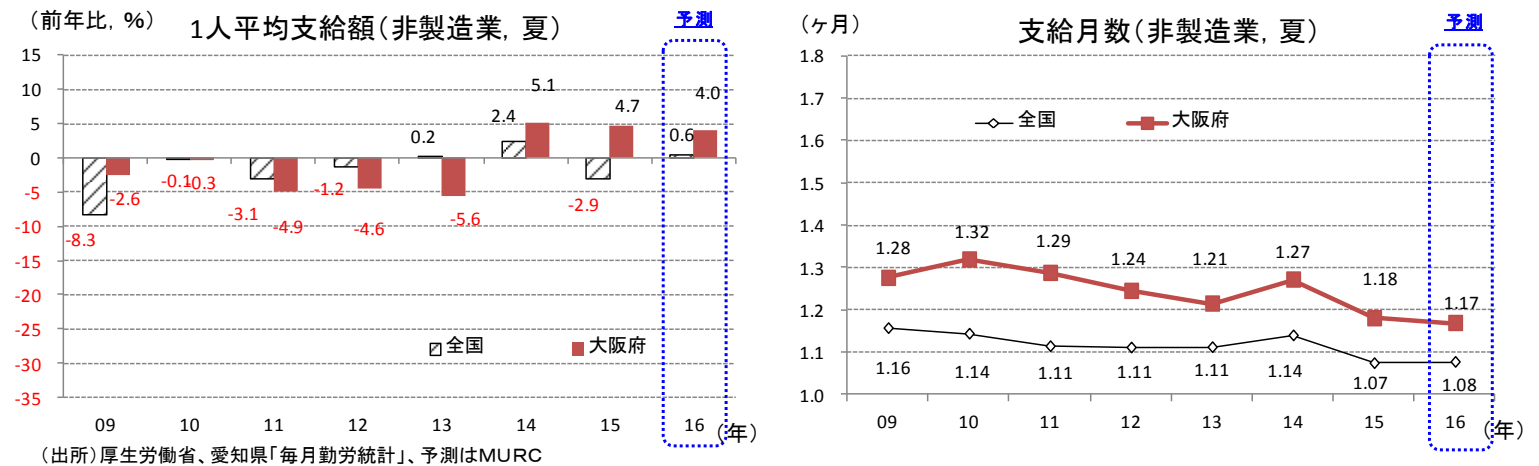 （前年比，％）
1人平均支給額（非製造業，夏）
予測
15
10
5
0
-5
-10
-15
-20
-25
-30
-35
-8.3
-2.6
-0.1
-0.3
-3.1
-4.9
-1.2
-4.6
0.2
-5.6
2.4
5.1
-2.9
4.7
0.6
4.0
全国
大阪府
09 10 11 12 13 14 15 16
（年）
（出所）厚生労働省、愛知県「毎月勤労統計」、予測はＭＵＲＣ
（ヶ月）
支給月数（非製造業，夏）
予測
1.8
1.7
1.6
1.5
1.4
1.3
1.2
1.1
1.0
全国
大阪府
1.28 1.32 1.29 1.24 1.21 1.27 1.18 1.17
1.16 1.14 1.11 1.11 1.11 1.14 1.07 1.08
09 10 11 12 13 14 15 16
（年）